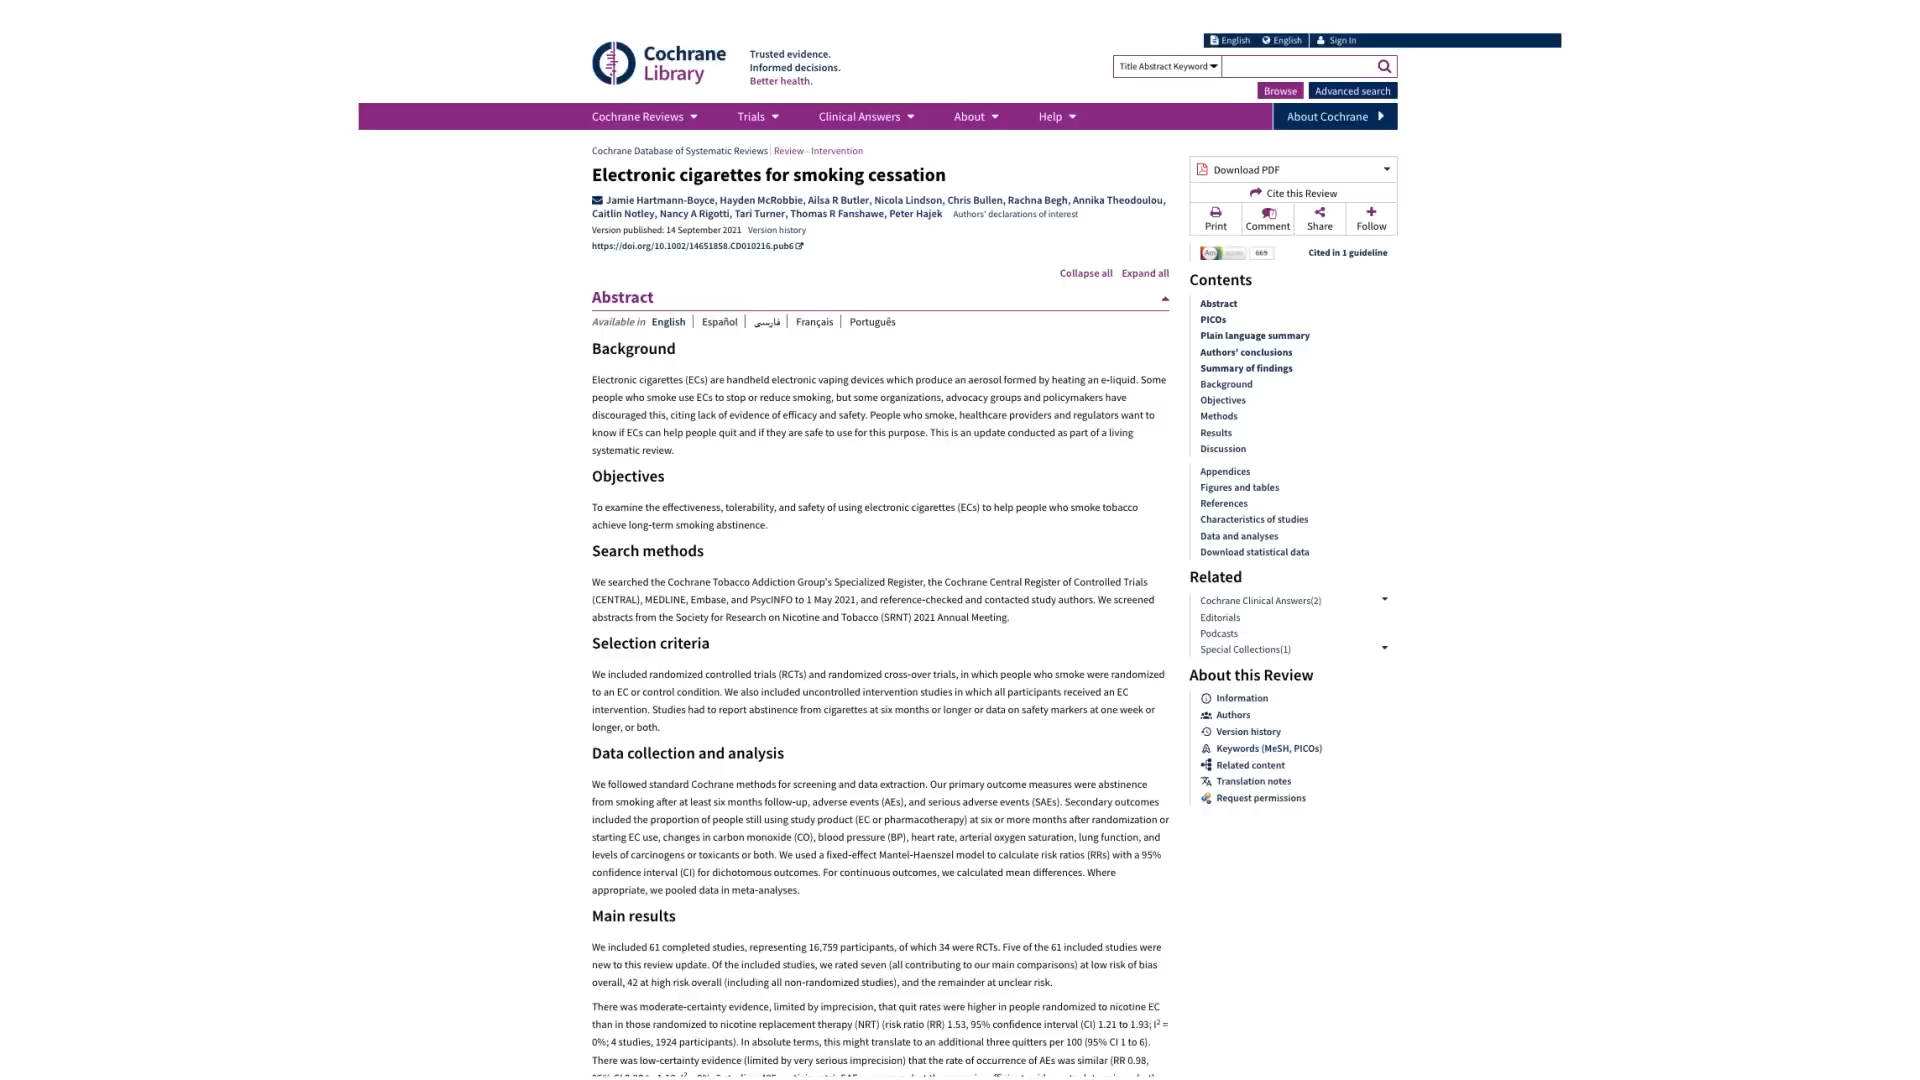 English English Sign In
Cochrane
Library
Trusted evidence.
Informed decisions.
Better health.
Title Abstract Keyword
Browse Advanced search
Cochrane Reviews Trials Clinical Answers About Help About Cochrane
Cochrane Database of Systematic Reviews Review - Intervention
Electronic cigarettes for smoking cessation
Jamie Hartmann-Boyce, Hayden McRobbie, Ailsa R Butler, Nicola Lindson, Chris Bullen, Rachna Begh, Annika Theodoulou,
Caitlin Notley, Nancy A Rigotti, Tari Turner, Thomas R Fanshawe, Peter Hajek Authors' declarations of interest
Version published: 14 September 2021 Version history
https://doi.org/10.1002/14651858.CD010216.pub6
Collapse all Expand all
Abstract
Available in English | Español | فارسی | Français | Português
Background
Electronic cigarettes (ECs) are handheld electronic vaping devices which produce an aerosol formed by heating an e-liquid. Some
people who smoke use ECs to stop or reduce smoking, but some organizations, advocacy groups and policymakers have
discouraged this, citing lack of evidence of efficacy and safety. People who smoke, healthcare providers and regulators want to
know if ECs can help people quit and if they are safe to use for this purpose. This is an update conducted as part of a living
systematic review.
Objectives
To examine the effectiveness, tolerability, and safety of using electronic cigarettes (ECs) to help people who smoke tobacco
achieve long-term smoking abstinence.
Search methods
We searched the Cochrane Tobacco Addiction Group's Specialized Register, the Cochrane Central Register of Controlled Trials
(CENTRAL), MEDLINE, Embase, and PsycINFO to 1 May 2021, and reference-checked and contacted study authors. We screened
abstracts from the Society for Research on Nicotine and Tobacco (SRNT) 2021 Annual Meeting.
Selection criteria
We included randomized controlled trials (RCTs) and randomized cross-over trials, in which people who smoke were randomized
to an EC or control condition. We also included uncontrolled intervention studies in which all participants received an EC
intervention. Studies had to report abstinence from cigarettes at six months or longer or data on safety markers at one week or
longer, or both.
Data collection and analysis
We followed standard Cochrane methods for screening and data extraction. Our primary outcome measures were abstinence
from smoking after at least six months follow-up, adverse events (AEs), and serious adverse events (SAEs). Secondary outcomes
included the proportion of people still using study product (EC or pharmacotherapy) at six or more months after randomization or
starting EC use, changes in carbon monoxide (CO), blood pressure (BP), heart rate, arterial oxygen saturation, lung function, and
levels of carcinogens or toxicants or both. We used a fixed-effect Mantel-Haenszel model to calculate risk ratios (RRs) with a 95%
confidence interval (CI) for dichotomous outcomes. For continuous outcomes, we calculated mean differences. Where
appropriate, we pooled data in meta-analyses.
Main results
We included 61 completed studies, representing 16,759 participants, of which 34 were RCTs. Five of the 61 included studies were
new to this review update. Of the included studies, we rated seven (all contributing to our main comparisons) at low risk of bias
overall, 42 at high risk overall (including all non-randomized studies), and the remainder at unclear risk.
There was moderate-certainty evidence, limited by imprecision, that quit rates were higher in people randomized to nicotine EC
than in those randomized to nicotine replacement therapy (NRT) (risk ratio (RR) 1.53, 95% confidence interval (CI) 1.21 to 1.93; I² =
0%; 4 studies, 1924 participants). In absolute terms, this might translate to an additional three quitters per 100 (95% CI 1 to 6).
There was low-certainty evidence (limited by very serious imprecision) that the rate of occurrence of AEs was similar (RR 0.98,
Download PDF
Cite this Review
Print Comment Share Follow
Am score 669 Cited in 1 guideline
Contents
Abstract
PICOs
Plain language summary
Authors' conclusions
Summary of findings
Background
Objectives
Methods
Results
Discussion
Appendices
Figures and tables
References
Characteristics of studies
Data and analyses
Download statistical data
Related
Cochrane Clinical Answers(2)
Editorials
Podcasts
Special Collections(1)
About this Review
Information
Authors
Version history
Keywords (MeSH, PICOs)
Related content
Translation notes
Request permissions